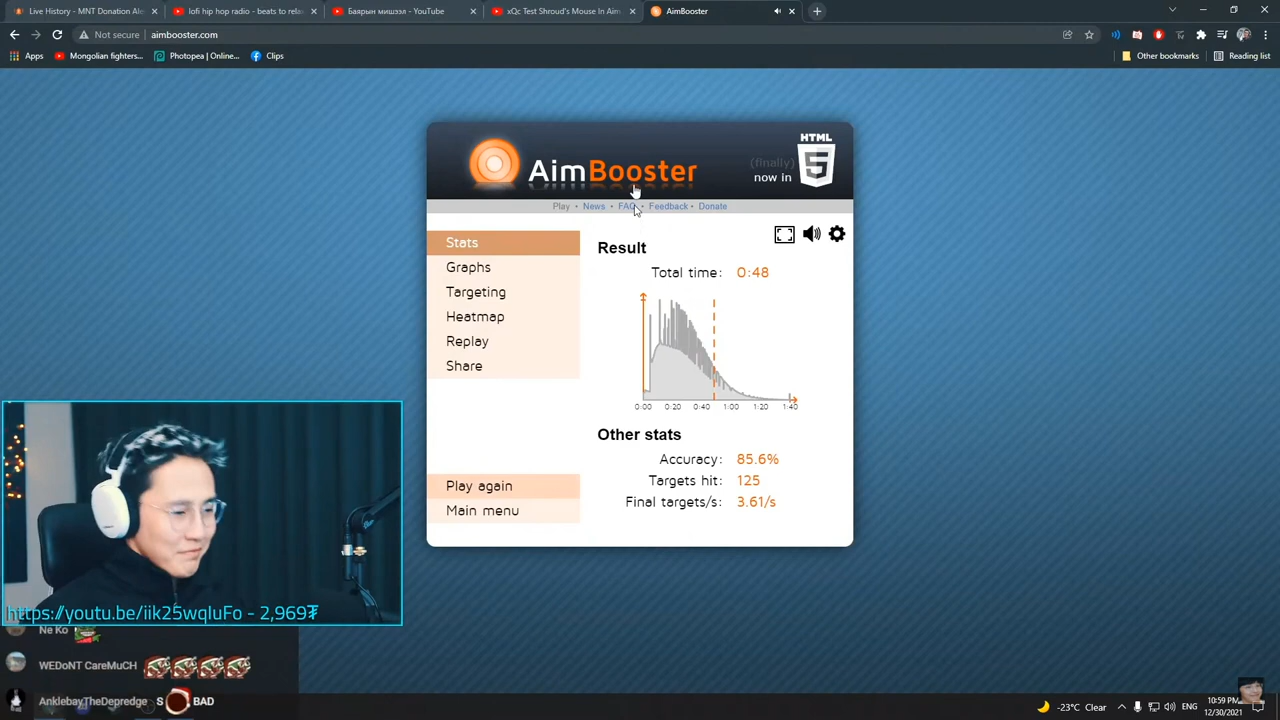 Live History - MNT Donation Ale
lofi hip hop radio - beats to relax
Баярын мишээл - YouTube
xQc Test Shroud's Mouse In Aim
AimBooster
Not secure | aimbooster.com
Apps
Mongolian fighters...
Photopea | Online...
Clips
Other bookmarks
Reading list
AimBooster
HTML
5
(finally)
now in
Play • News • FAQ • Feedback • Donate
Stats
Graphs
Targeting
Heatmap
Replay
Share
Play again
Main menu
Result
Total time: 0:48
0:00 0:20 0:40 1:00 1:20 1:40
Other stats
Accuracy: 85.6%
Targets hit: 125
Final targets/s: 3.61/s
https://youtu.be/iik25wqluFo - 2,969₮
Ne Ko
WEDoNT CareMuCH
AnklebayTheDepredge S BAD
-23°C Clear
10:59 PM
12/30/2021